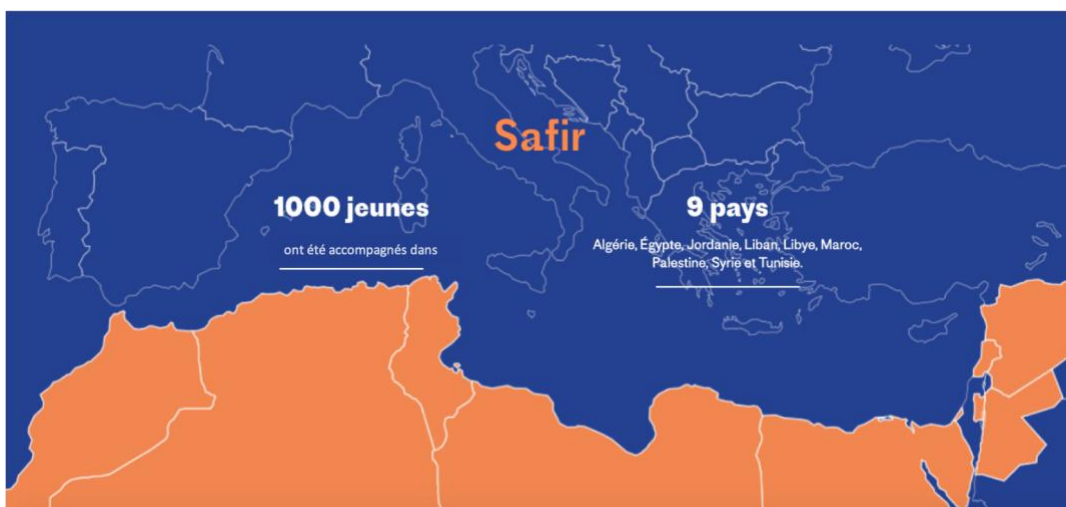 Safir
1000 jeunes
ont été accompagnés dans
9 pays
Algérie, Égypte, Jordanie, Liban, Libye, Maroc,
Palestine, Syrie et Tunisie.